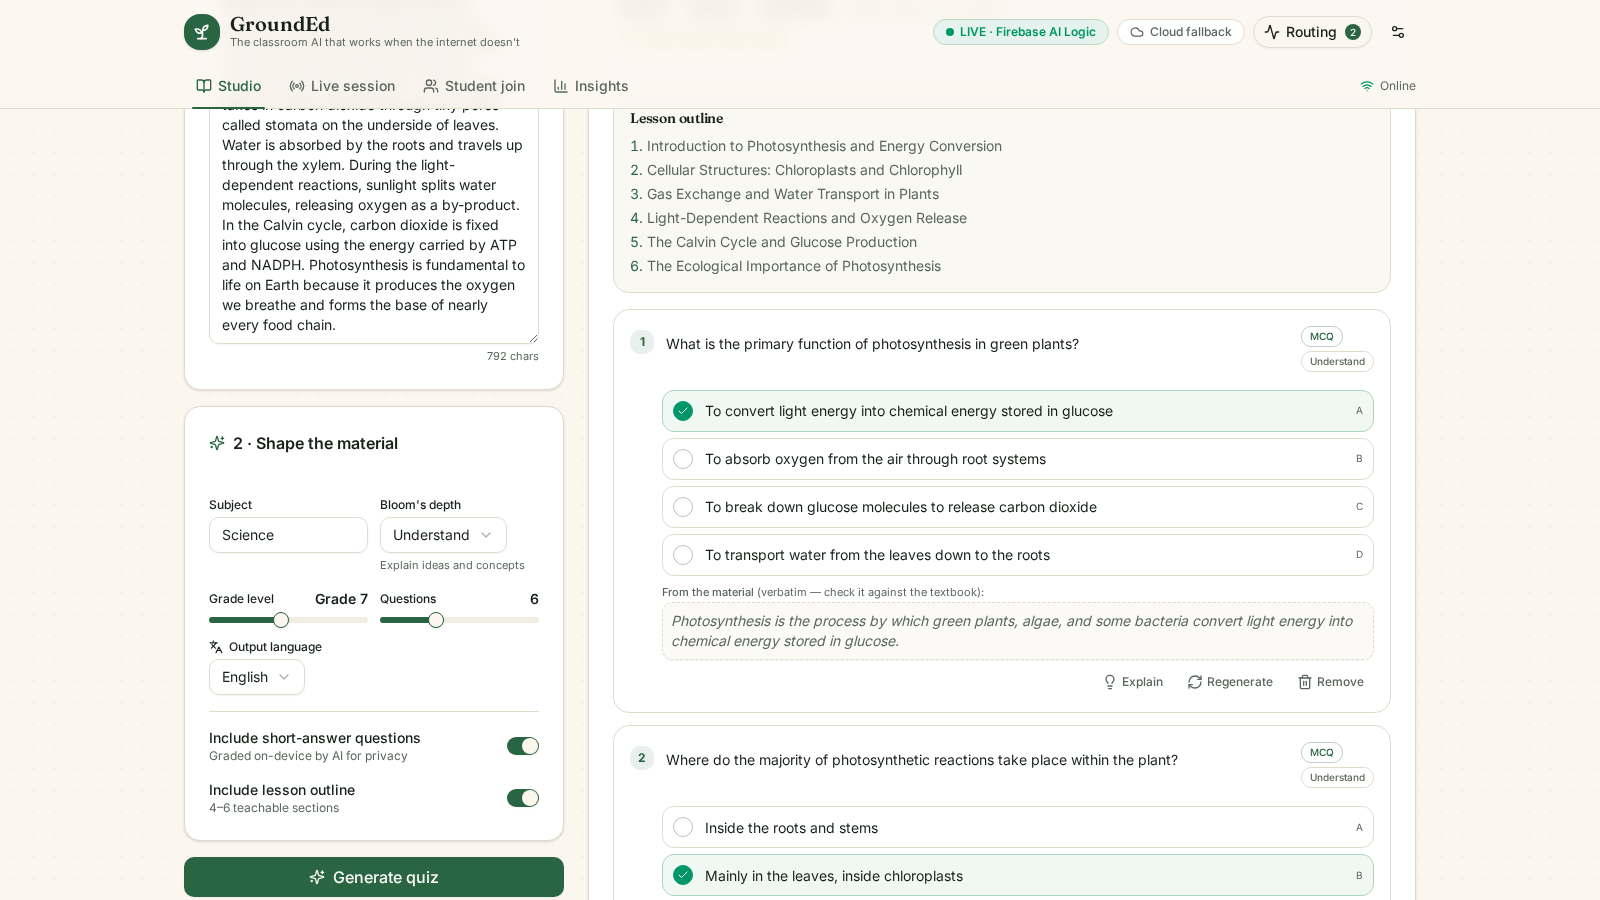 GroundEd
The classroom AI that works when the internet doesn't
LIVE · Firebase AI Logic
Cloud fallback
Routing 2
Studio
Live session
Student join
Insights
Online
called stomata on the underside of leaves.
Water is absorbed by the roots and travels up
through the xylem. During the light-
dependent reactions, sunlight splits water
molecules, releasing oxygen as a by-product.
In the Calvin cycle, carbon dioxide is fixed
into glucose using the energy carried by ATP
and NADPH. Photosynthesis is fundamental to
life on Earth because it produces the oxygen
we breathe and forms the base of nearly
every food chain.
792 chars
2 · Shape the material
Subject
Science
Bloom's depth
Understand
Explain ideas and concepts
Grade level
Grade 7
Questions
6
Output language
English
Include short-answer questions
Graded on-device by AI for privacy
Include lesson outline
4–6 teachable sections
Generate quiz
Lesson outline
1. Introduction to Photosynthesis and Energy Conversion
2. Cellular Structures: Chloroplasts and Chlorophyll
3. Gas Exchange and Water Transport in Plants
4. Light-Dependent Reactions and Oxygen Release
5. The Calvin Cycle and Glucose Production
6. The Ecological Importance of Photosynthesis
1 What is the primary function of photosynthesis in green plants?
MCQ
Understand
To convert light energy into chemical energy stored in glucose A
To absorb oxygen from the air through root systems B
To break down glucose molecules to release carbon dioxide C
To transport water from the leaves down to the roots D
From the material (verbatim — check it against the textbook):
Photosynthesis is the process by which green plants, algae, and some bacteria convert light energy into
chemical energy stored in glucose.
Explain
Regenerate
Remove
2 Where do the majority of photosynthetic reactions take place within the plant?
MCQ
Understand
Inside the roots and stems A
Mainly in the leaves, inside chloroplasts B